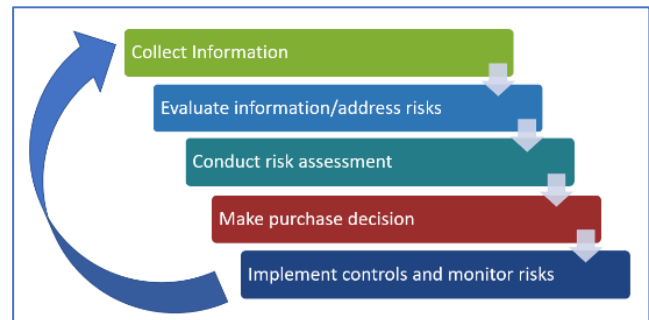 Collect Information
Evaluate information/address risks
Conduct risk assessment
Make purchase decision
Implement controls and monitor risks